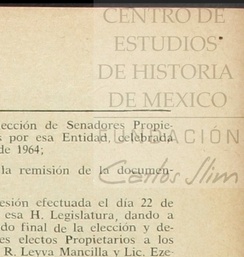 CENTRO DE
ESTUDIOS
DE HISTORIA
DE MEXICO
FUNDACIÓN
Carlos Slim
ección de Senadores Propie-
s por esa Entidad, celebrada
de 1964;
la remisión de la documen-
esión efectuada el día 22 de
esa H. Legislatura, dando a
do final de la elección y de-
es electos Propietarios a los
R. Leyva Mancilla y Lic. Eze-